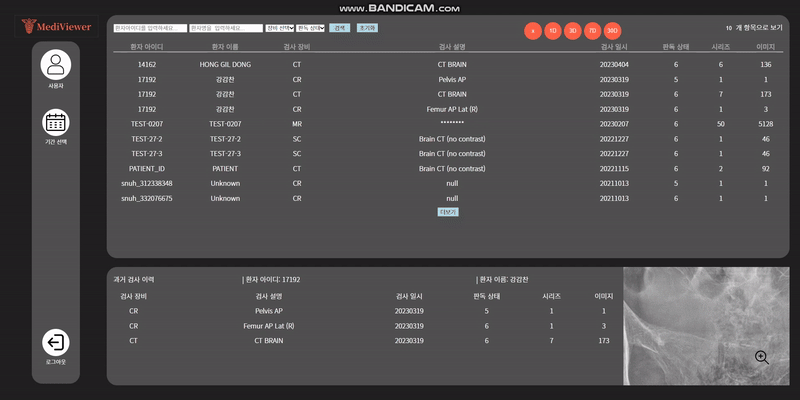 www.BANDICAM.com
MediViewer
환자아이디를 입력하세요... 환자명을 입력하세요... 장비 선택 판독 상태 검색 초기화 x 1D 3D 7D 30D 10 개 항목으로 보기
환자 아이디 환자 이름 검사 장비 검사 설명 검사 일시 판독 상태 시리즈 이미지
14162 HONG GIL DONG CT CT BRAIN 20230404 6 6 136
17192 강감찬 CR Pelvis AP 20230319 5 1 1
17192 강감찬 CT CT BRAIN 20230319 6 7 173
17192 강감찬 CR Femur AP Lat (R) 20230319 6 1 3
TEST-0207 TEST-0207 MR ******** 20230207 6 50 5128
TEST-27-2 TEST-27-2 SC Brain CT (no contrast) 20221227 6 1 46
TEST-27-3 TEST-27-3 SC Brain CT (no contrast) 20221227 6 1 46
PATIENT_ID PATIENT CT Brain CT (no contrast) 20221115 6 2 92
snuh_312338348 Unknown CR null 20211013 5 1 1
snuh_332076675 Unknown CR null 20211013 6 1 1
더보기
사용자
기간 선택
로그아웃
과거 검사 이력 | 환자 아이디: 17192 | 환자 이름: 강감찬
검사 장비 검사 설명 검사 일시 판독 상태 시리즈 이미지
CR Pelvis AP 20230319 5 1 1
CR Femur AP Lat (R) 20230319 6 1 3
CT CT BRAIN 20230319 6 7 173